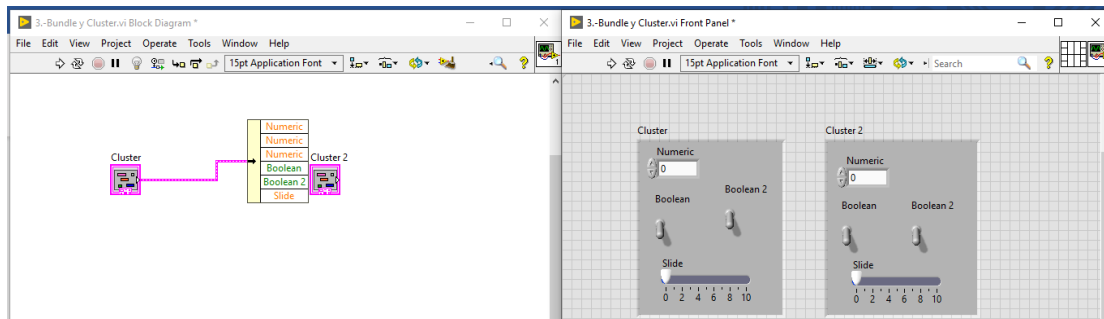 3.-Bundle y Cluster.vi Block Diagram *
File Edit View Project Operate Tools Window Help
15pt Application Font
1
Numeric
Numeric
Numeric
Boolean
Boolean 2
Slide
Cluster
Cluster 2
3.-Bundle y Cluster.vi Front Panel *
File Edit View Project Operate Tools Window Help
15pt Application Font
Search
Cluster
Numeric
0
Boolean
Boolean 2
Slide
0 2 4 6 8 10
Cluster 2
Numeric
0
Boolean
Boolean 2
Slide
0 2 4 6 8 10